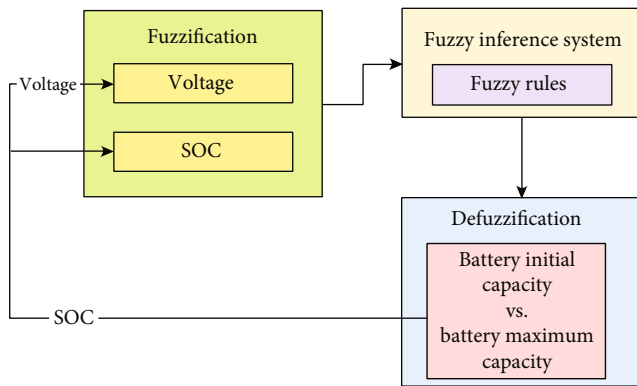 Fuzzification
Voltage
SOC
Voltage
Fuzzy inference system
Fuzzy rules
Defuzzification
Battery initial
capacity
vs.
battery maximum
capacity
SOC